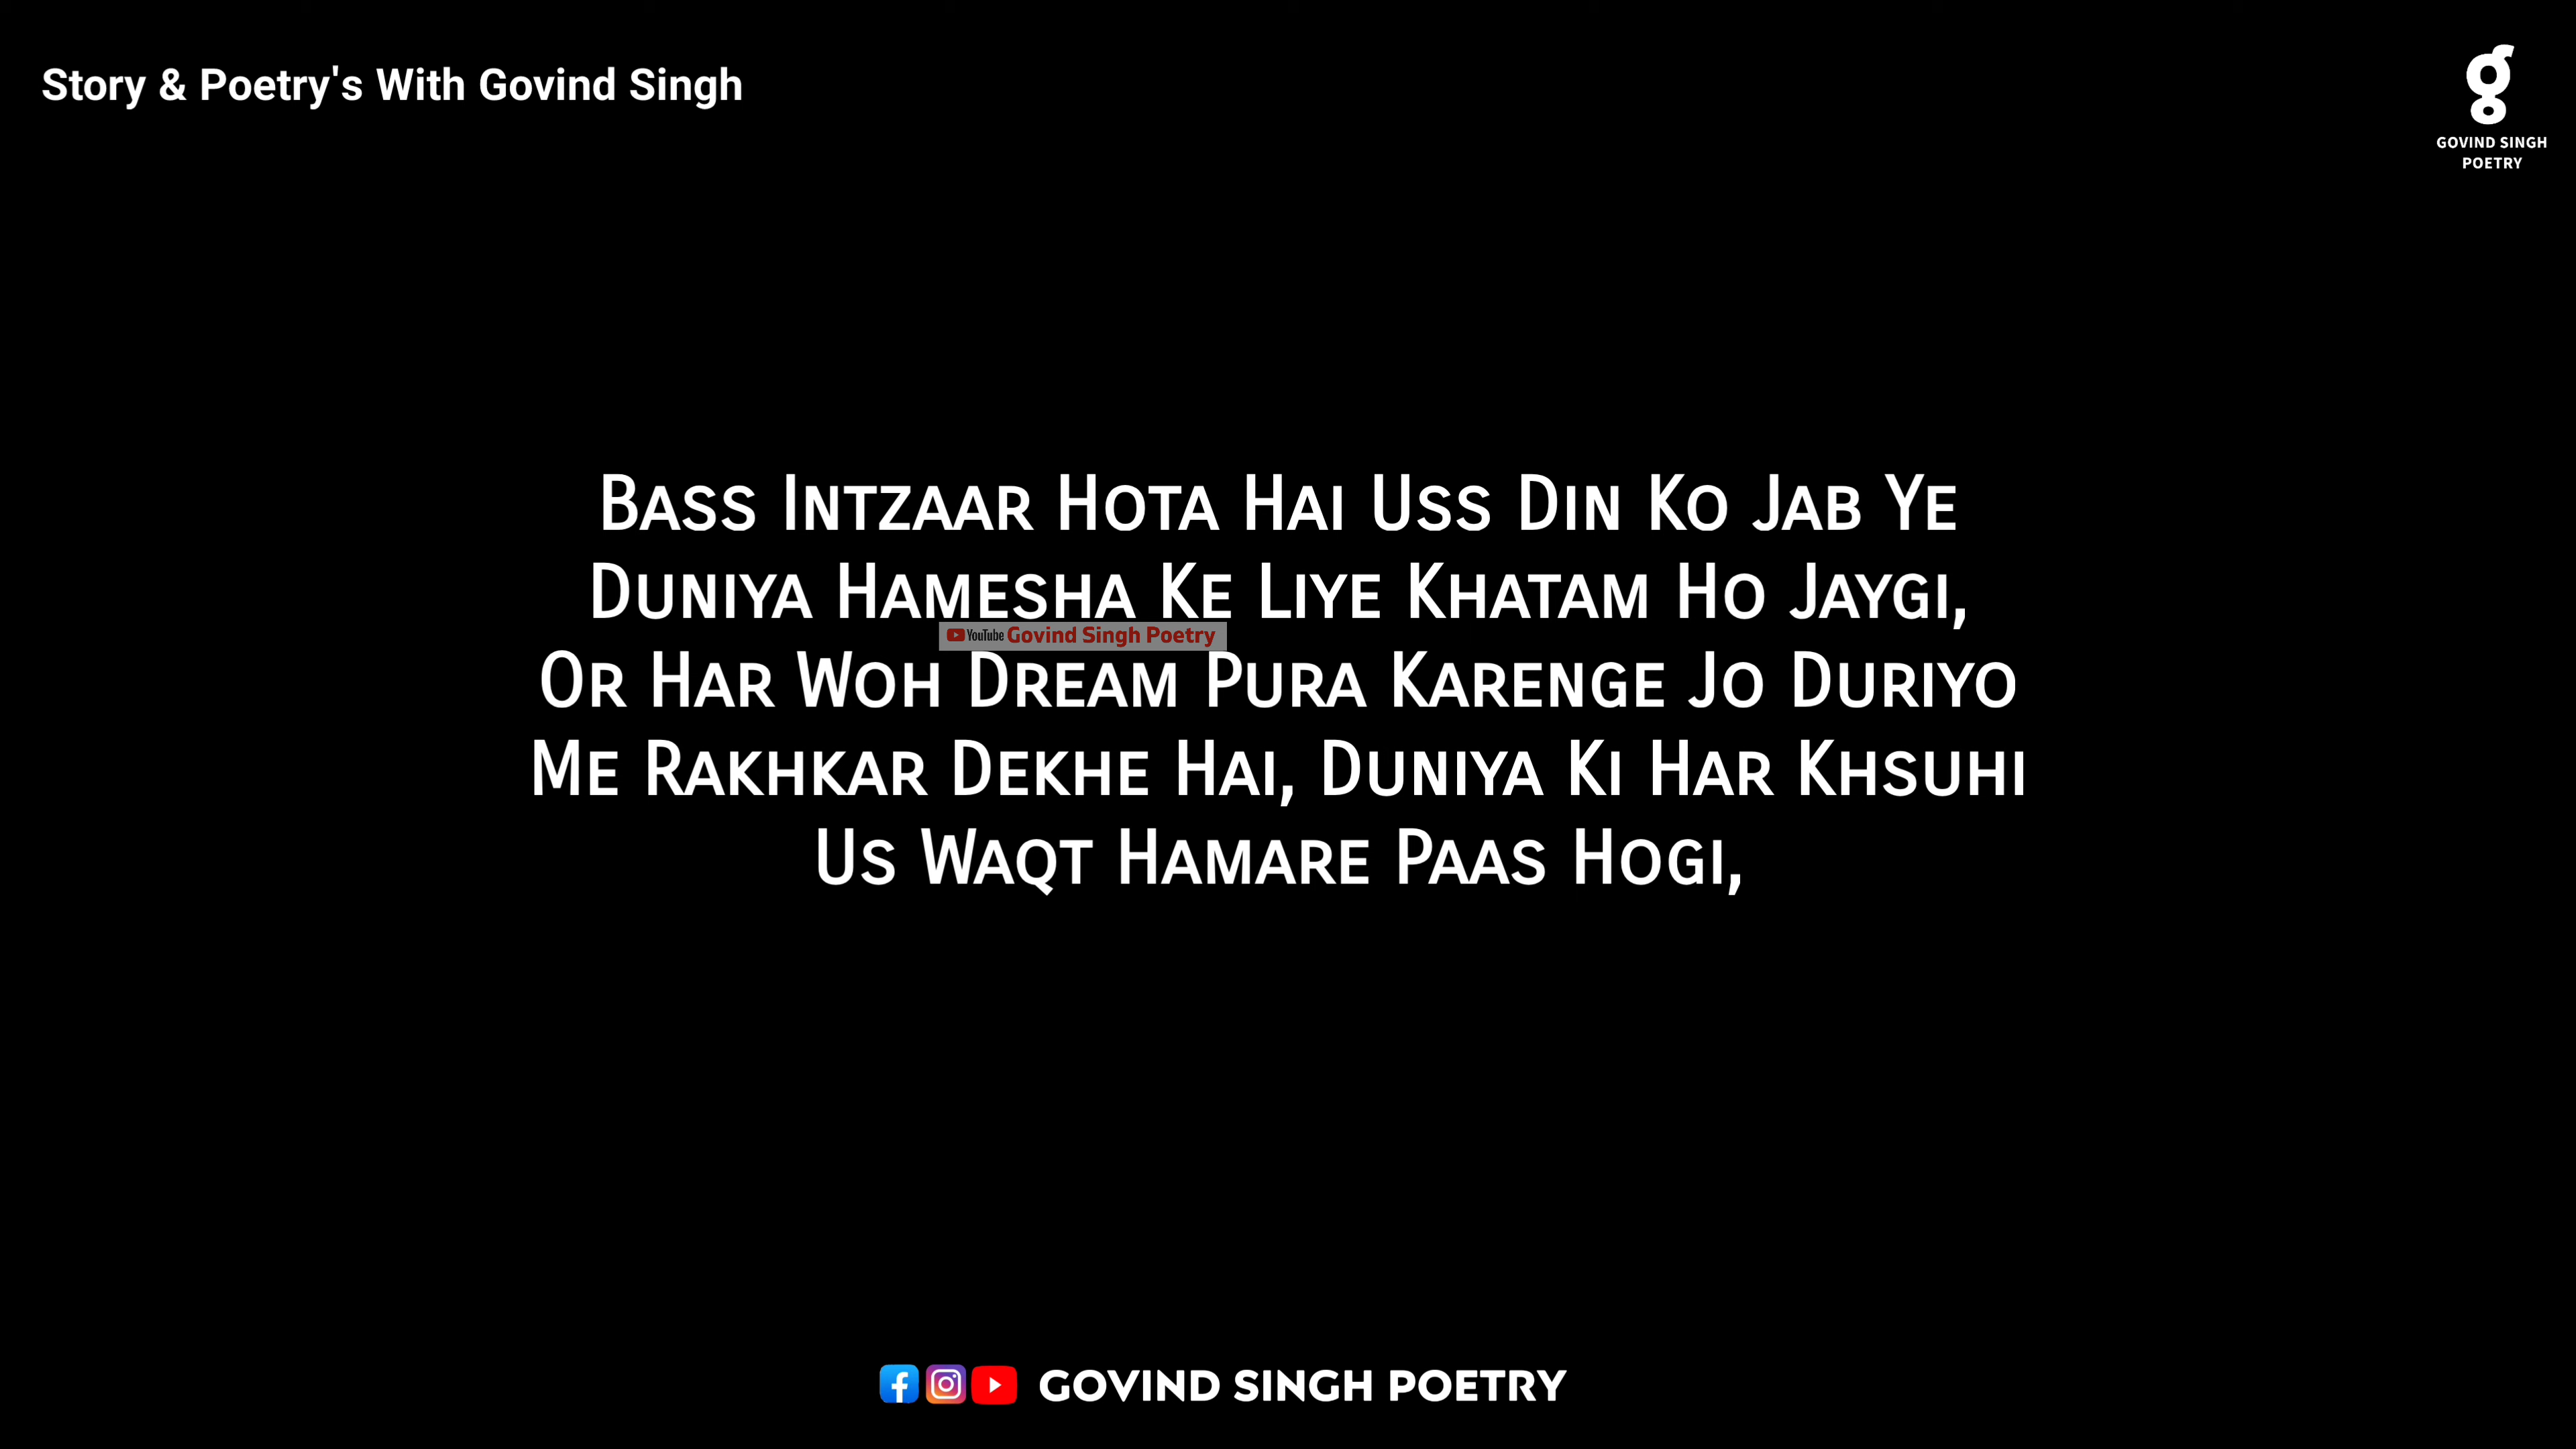 Story & Poetry's With Govind Singh
GOVIND SINGH
POETRY
Bass Intzaar Hota Hai Uss Din Ko Jab Ye
Duniya Hamesha Ke Liye Khatam Ho Jaygi,
YouTube Govind Singh Poetry
Or Har Woh Dream Pura Karenge Jo Duriyo
Me Rakhkar Dekhe Hai, Duniya Ki Har Khsuhi
Us Waqt Hamare Paas Hogi,
GOVIND SINGH POETRY